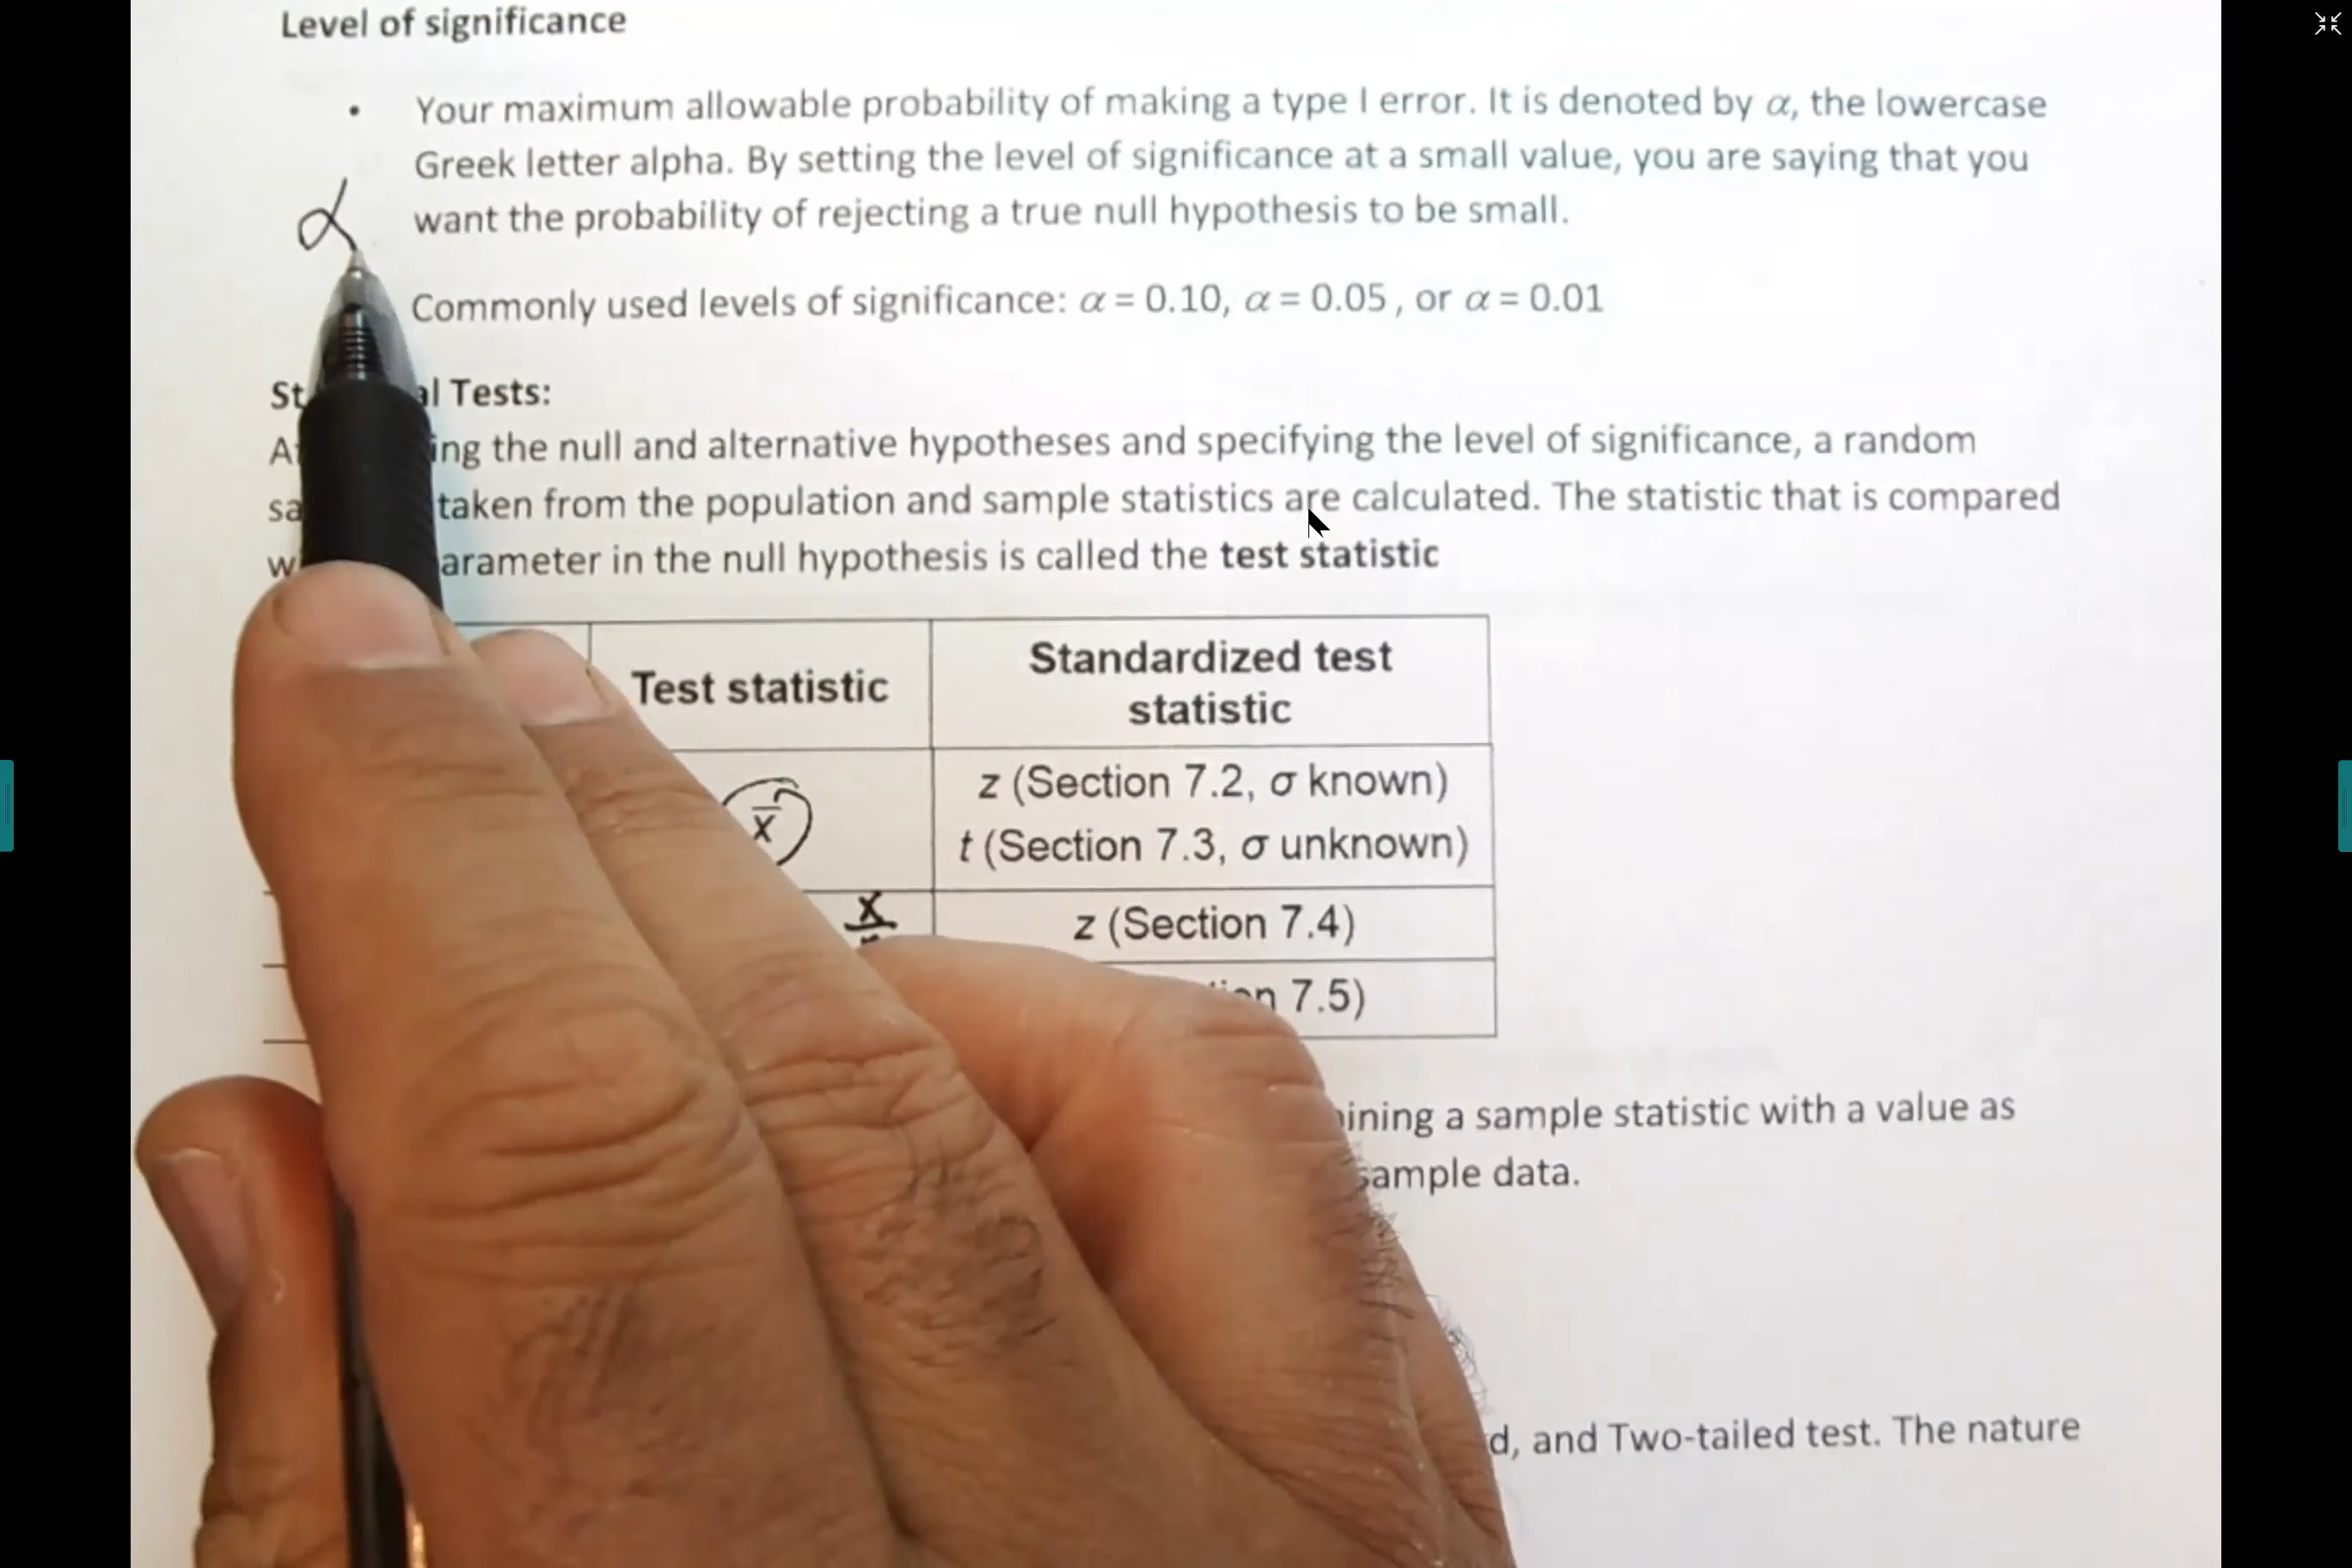 Level of significance
• Your maximum allowable probability of making a type I error. It is denoted by α, the lowercase
Greek letter alpha. By setting the level of significance at a small value, you are saying that you
α
want the probability of rejecting a true null hypothesis to be small.
Commonly used levels of significance: α = 0.10, α = 0.05 , or α = 0.01
Tests:
the null and alternative hypotheses and specifying the level of significance, a random
taken from the population and sample statistics are calculated. The statistic that is compared
in the null hypothesis is called the test statistic
Test statistic
Standardized test
statistic
x̅
z (Section 7.2, σ known)
t (Section 7.3, σ unknown)
x
z (Section 7.4)
7.5)
a sample statistic with a value as
sample data.
and Two-tailed test. The nature